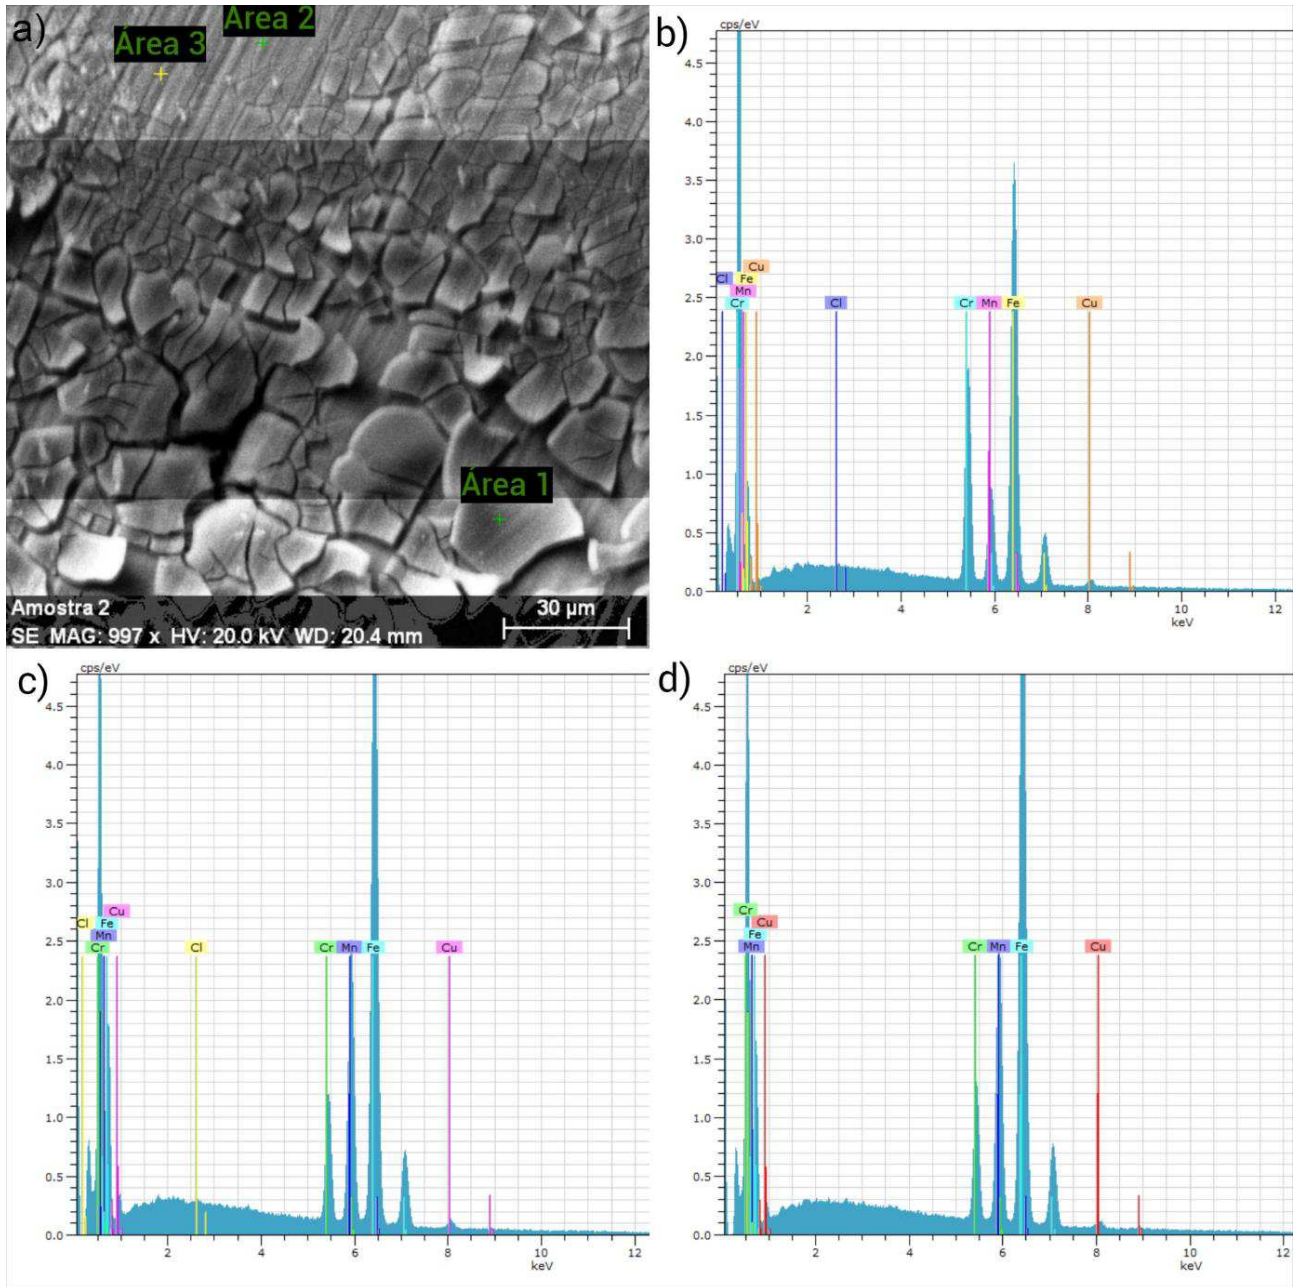 a)
Área 2
Área 3
Área 1
Amostra 2
30 µm
SE MAG: 997 x HV: 20.0 kV WD: 20.4 mm
b)
cps/eV
4.5
4.0
3.5
3.0
2.5
2.0
1.5
1.0
0.5
0.0
Cu
Cl Fe
Mn
Cr
Cl
Cr Mn Fe
Cu
2 4 6 8 10 12
keV
c)
cps/eV
4.5
4.0
3.5
3.0
2.5
2.0
1.5
1.0
0.5
0.0
Cu
Cl Fe
Mn
Cr
Cl
Cr Mn Fe
Cu
2 4 6 8 10 12
keV
d)
cps/eV
4.5
4.0
3.5
3.0
2.5
2.0
1.5
1.0
0.5
0.0
Cr
Cu
Fe
Mn
Cr Mn Fe
Cu
2 4 6 8 10 12
keV